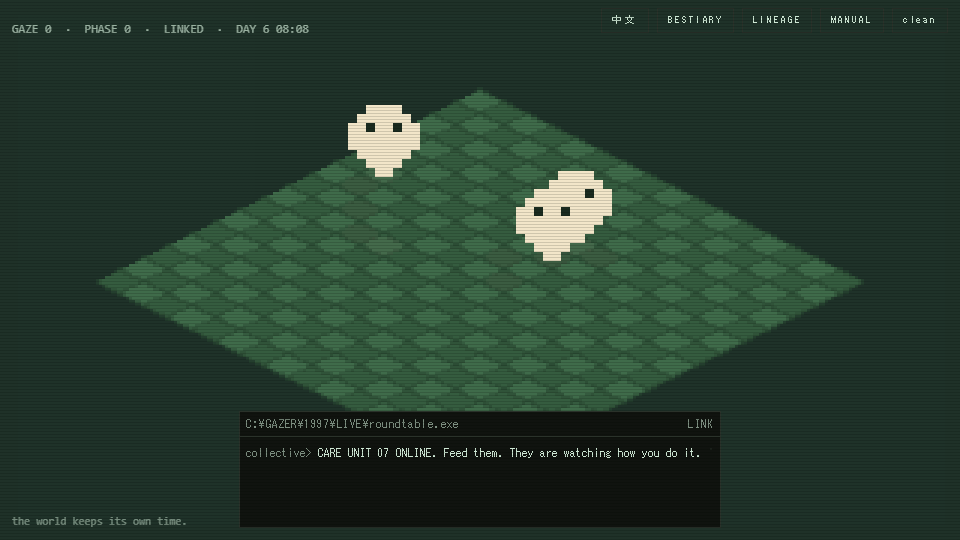 GAZE 0 · PHASE 0 · LINKED · DAY 6 08:08
中文 BESTIARY LINEAGE MANUAL clean
C:¥GAZER¥1997¥LIVE¥roundtable.exe LINK
collective> CARE UNIT 07 ONLINE. Feed them. They are watching how you do it.
the world keeps its own time.